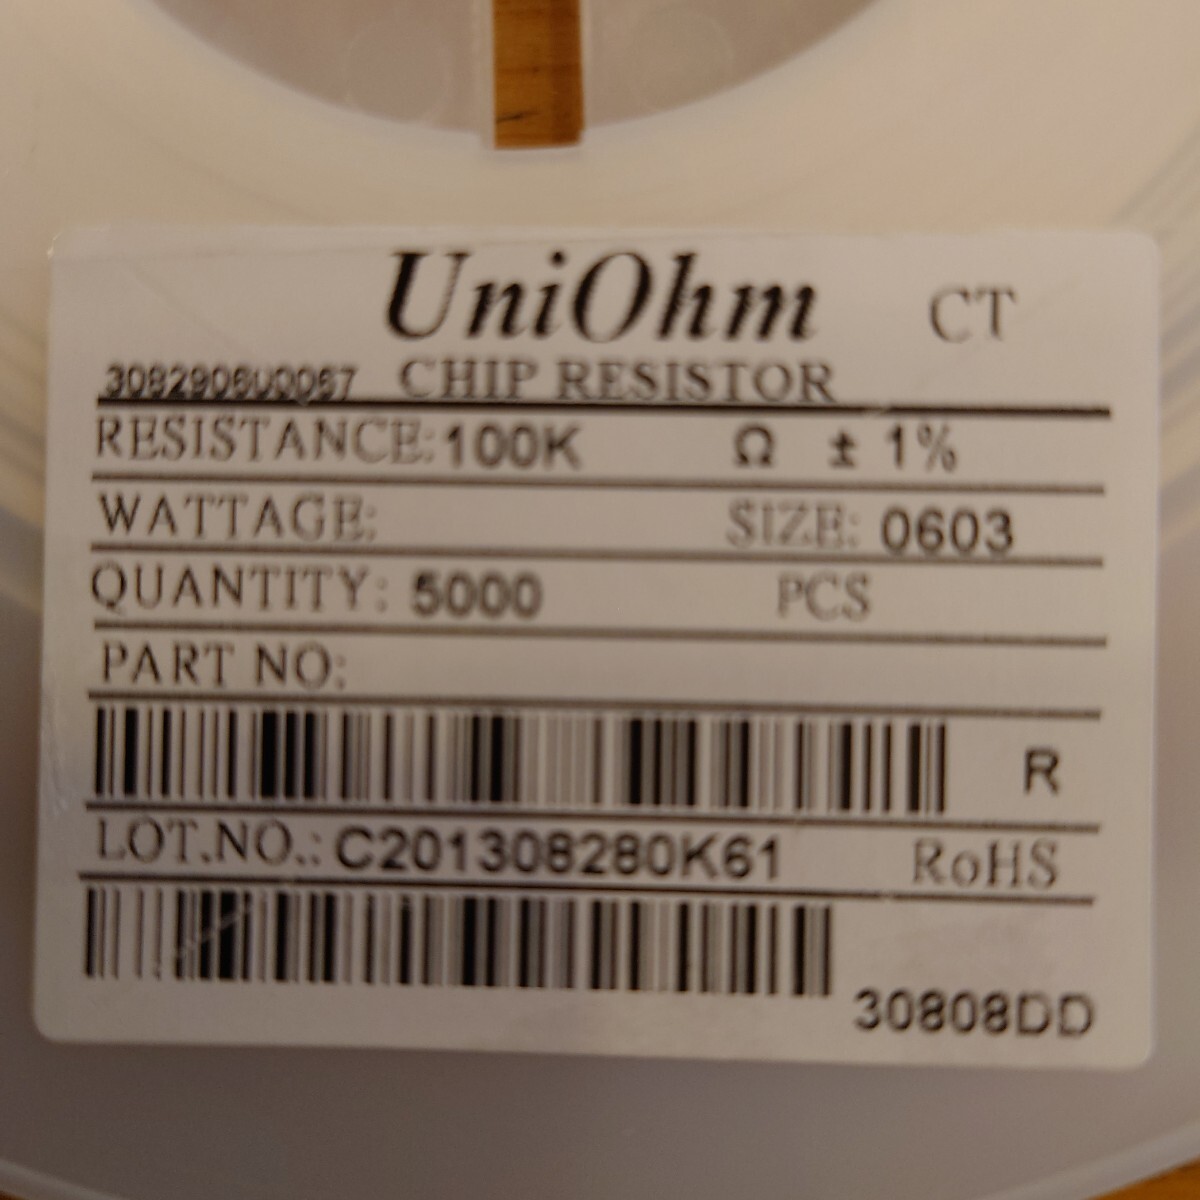 UniOhm CT
3082906U0067 CHIP RESISTOR
RESISTANCE:100K Ω ± 1%
WATTAGE: SIZE: 0603
QUANTITY: 5000 PCS
PART NO:
R
LOT.NO.: C201308280K61 RoHS
30808DD